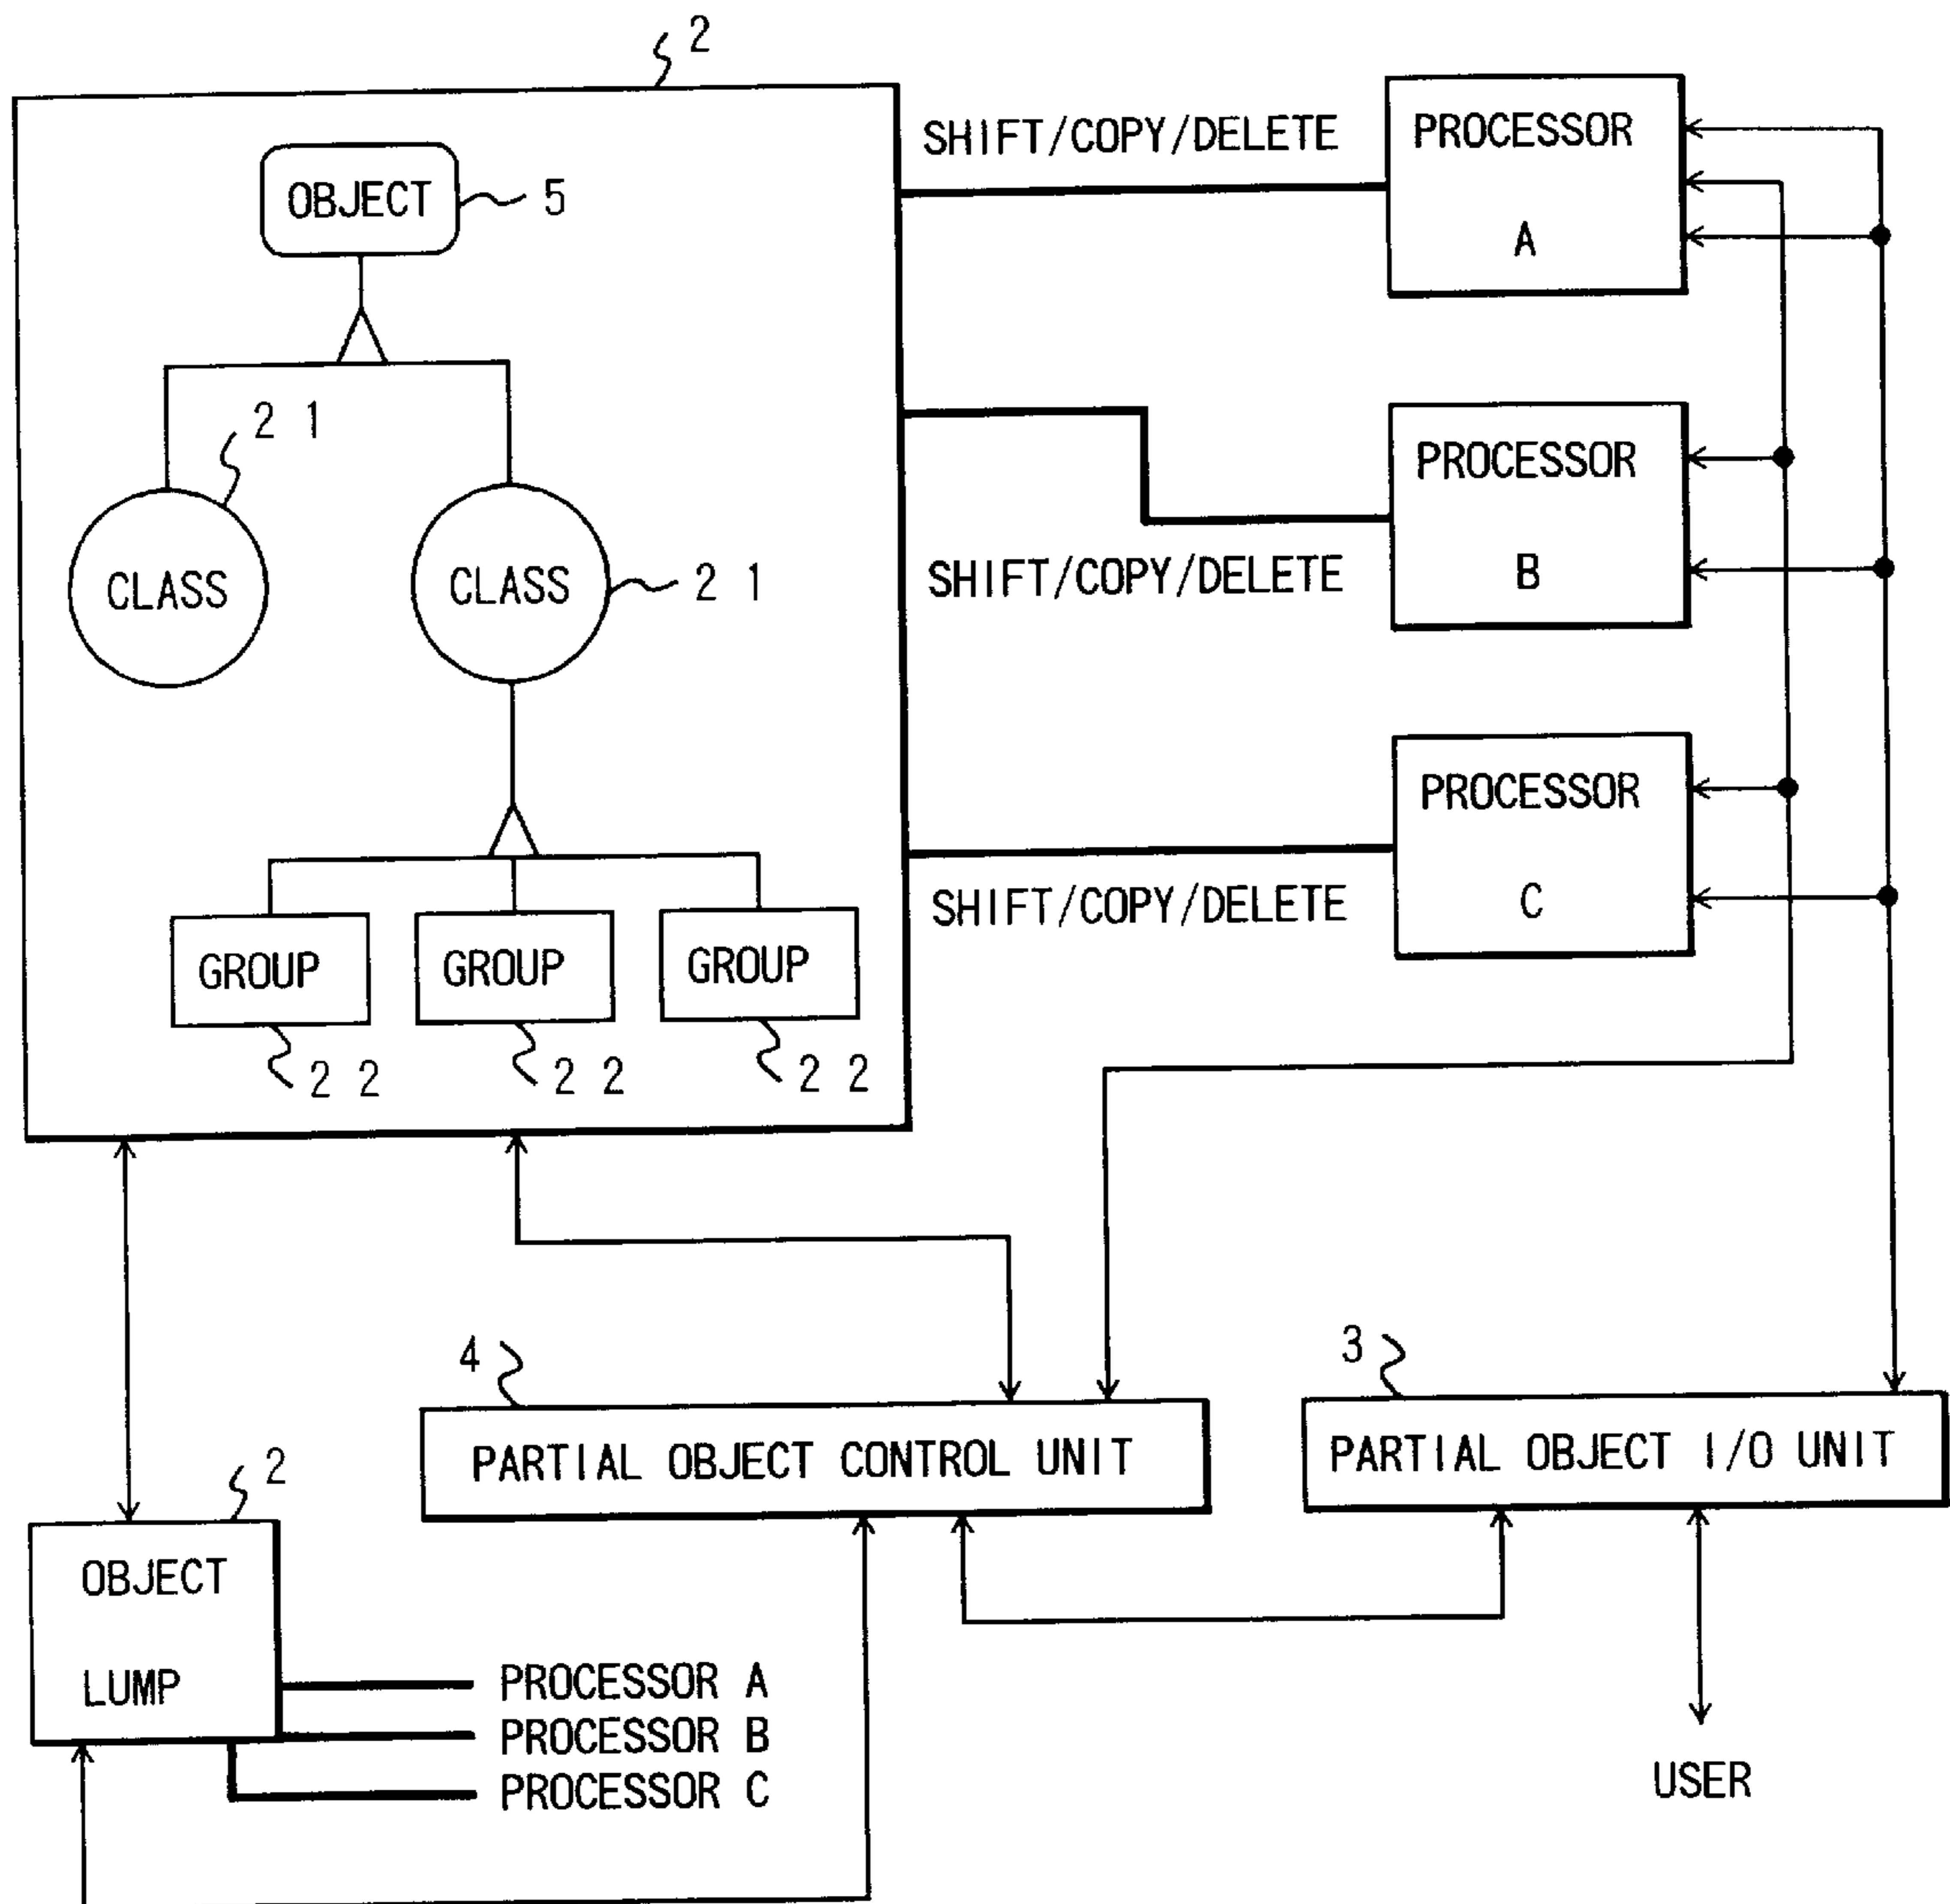 2
OBJECT
5
SHIFT/COPY/DELETE
PROCESSOR
A
2 1
CLASS
CLASS
2 1
SHIFT/COPY/DELETE
PROCESSOR
B
SHIFT/COPY/DELETE
PROCESSOR
C
GROUP
GROUP
GROUP
2 2
2 2
2 2
4
PARTIAL OBJECT CONTROL UNIT
3
PARTIAL OBJECT I/O UNIT
2
OBJECT
LUMP
PROCESSOR A
PROCESSOR B
PROCESSOR C
USER